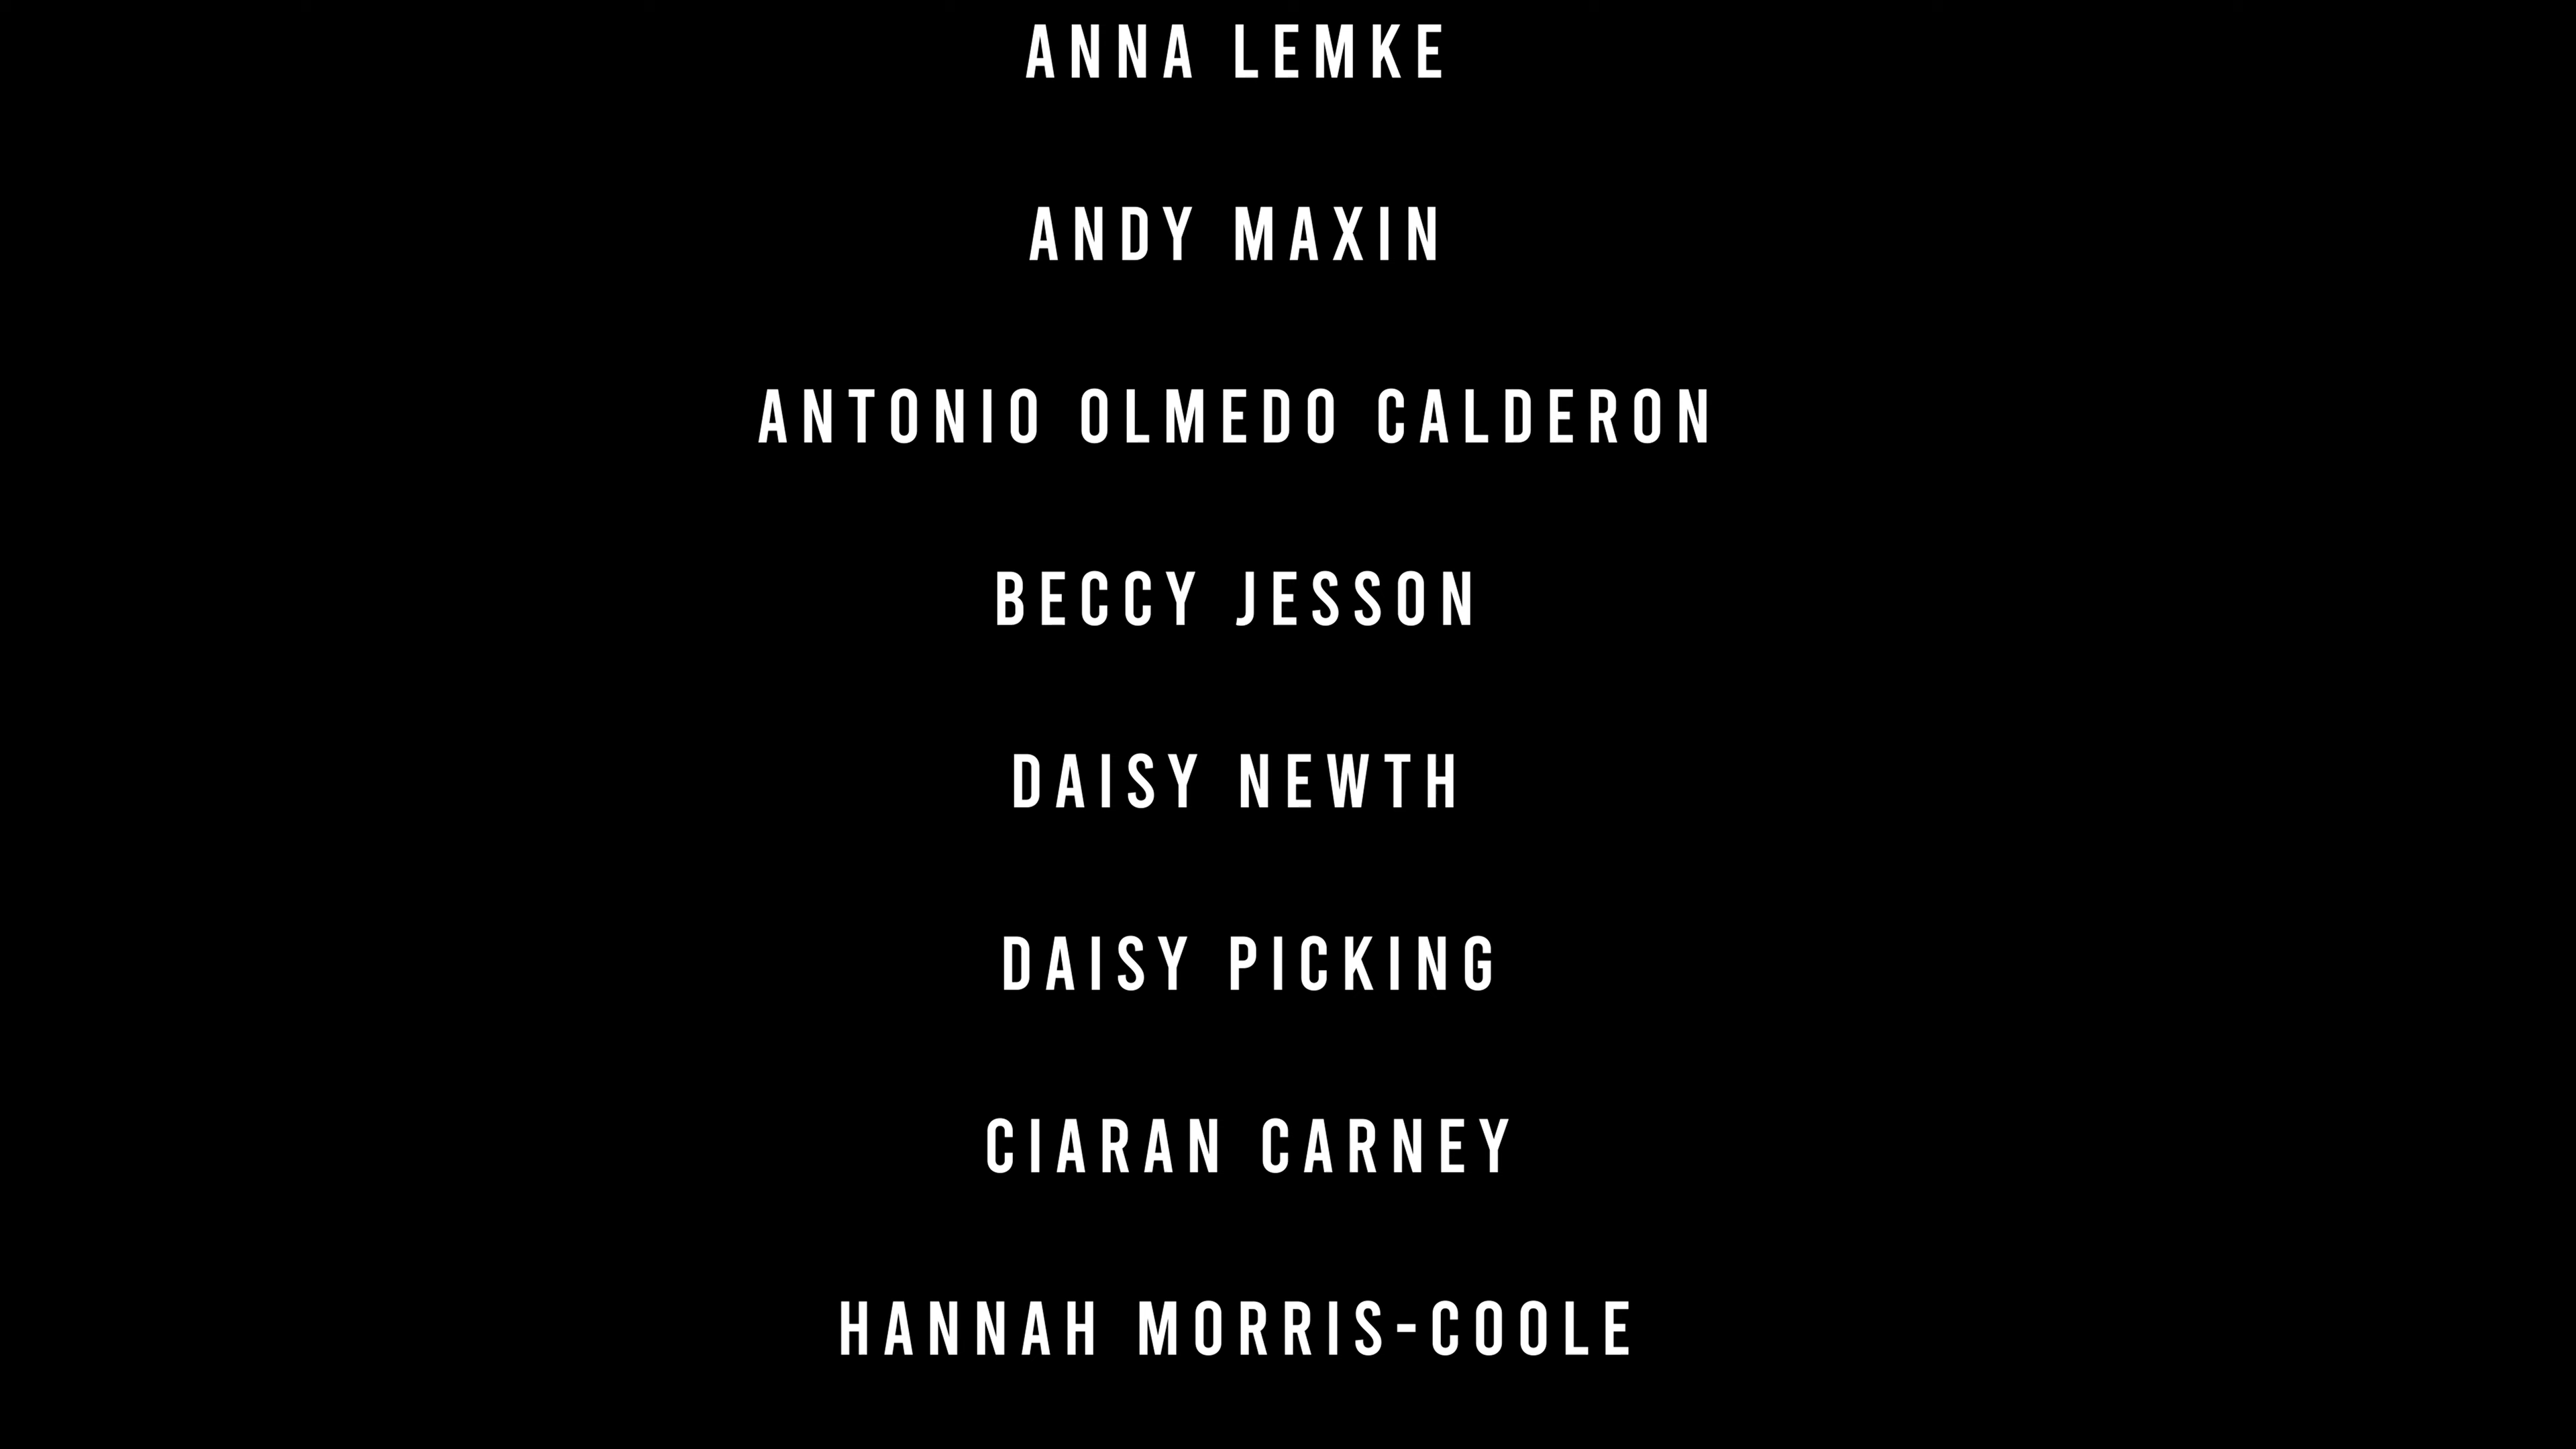 ANNA LEMKE
ANDY MAXIN
ANTONIO OLMEDO CALDERON
BECCY JESSON
DAISY NEWTH
DAISY PICKING
CIARAN CARNEY
HANNAH MORRIS-COOLE